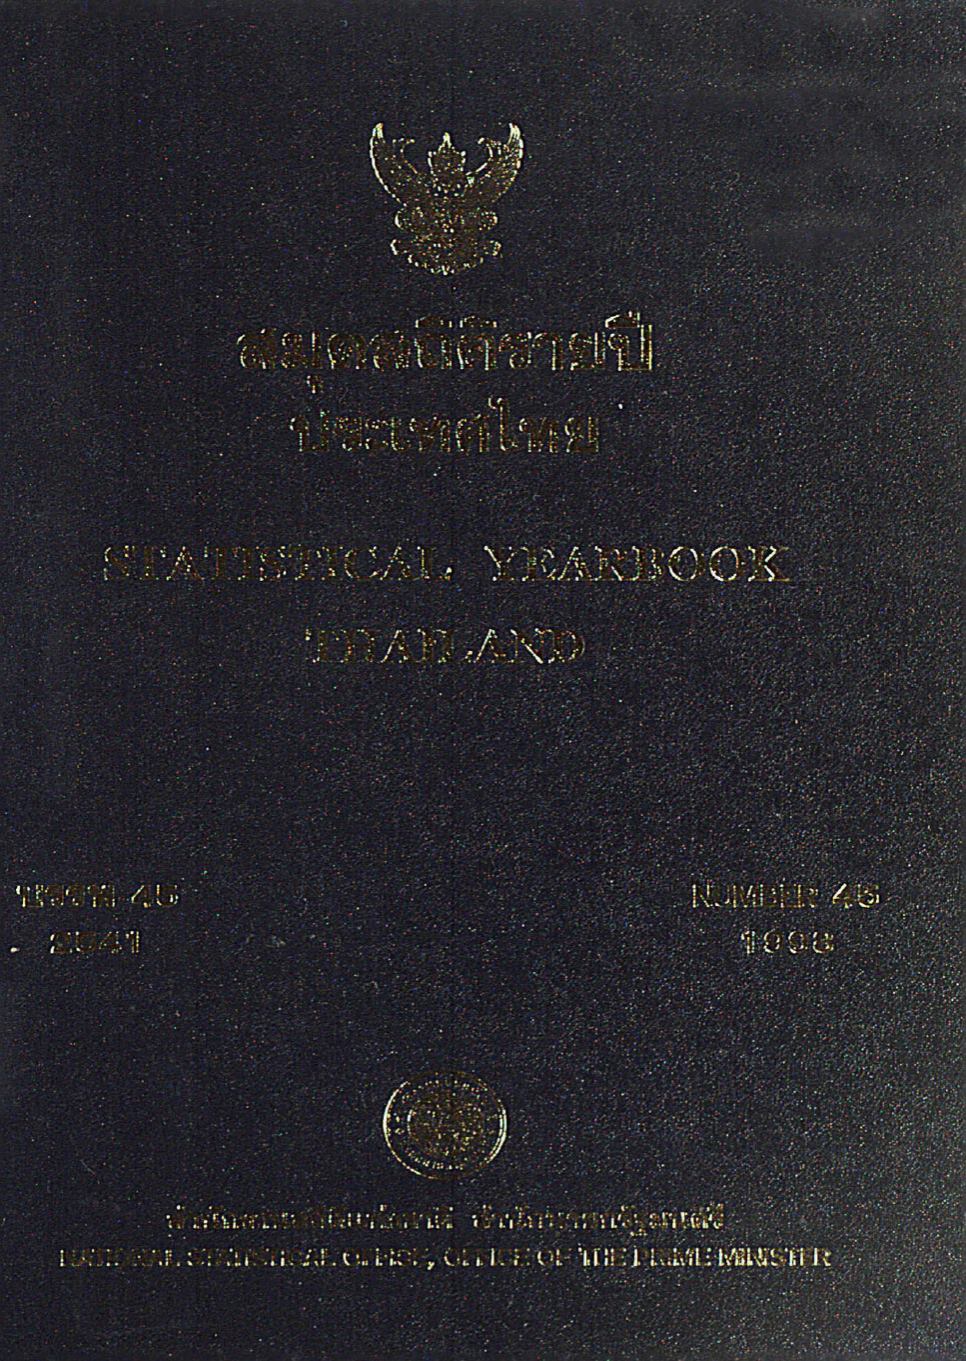 สมุดสถิติรายปี
ประเทศไทย
STATISTICAL YEARBOOK
THAILAND
บรรพ 45
2541
NUMBER 45
1998
สำนักงานสถิติแห่งชาติ สำนักนายกรัฐมนตรี
NATIONAL STATISTICAL OFFICE, OFFICE OF THE PRIME MINISTER